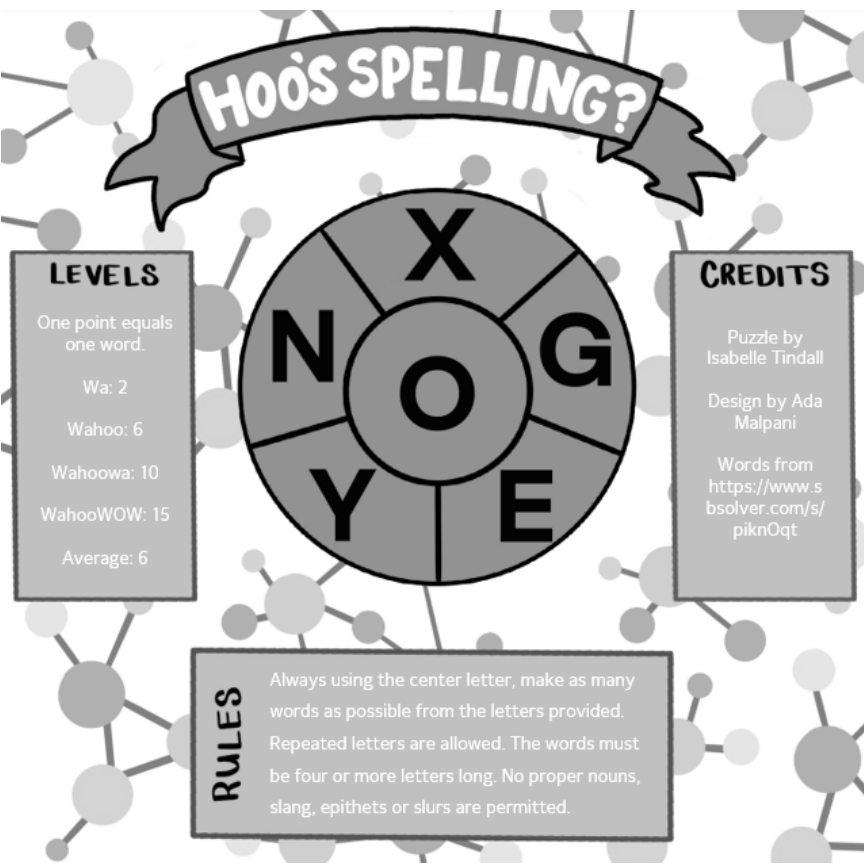 HOO'S SPELLING?
LEVELS
One point equals
one word.
Wa: 2
Wahoo: 6
Wahoowa: 10
WahooWOW: 15
Average: 6
X
N
G
O
Y
E
CREDITS
Puzzle by
Isabelle Tindall
Design by Ada
Malpani
Words from
https://www.s
bsolver.com/s/
piknOqt
RULES
Always using the center letter, make as many
words as possible from the letters provided.
Repeated letters are allowed. The words must
be four or more letters long. No proper nouns,
slang, epithets or slurs are permitted.